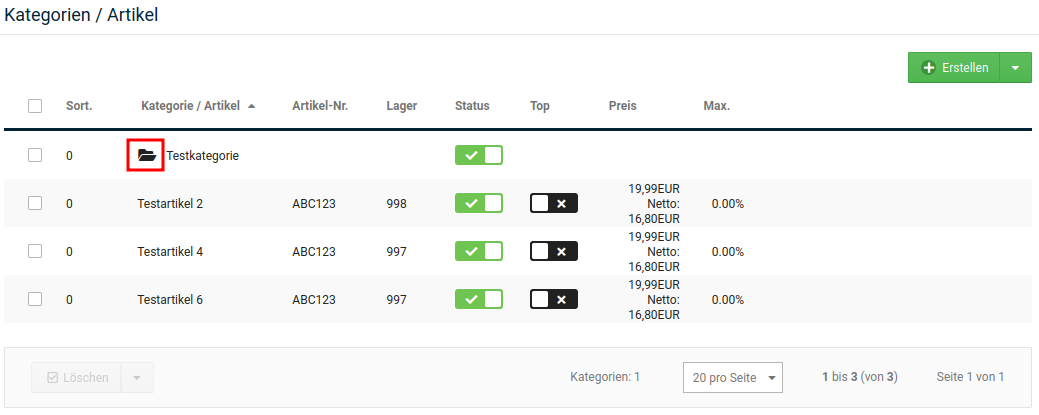 Kategorien / Artikel
Erstellen
Sort. Kategorie / Artikel Artikel-Nr. Lager Status Top Preis Max.
0 Testkategorie
0 Testartikel 2 ABC123 998 19,99EUR Netto: 16,80EUR 0.00%
0 Testartikel 4 ABC123 997 19,99EUR Netto: 16,80EUR 0.00%
0 Testartikel 6 ABC123 997 19,99EUR Netto: 16,80EUR 0.00%
Löschen Kategorien: 1 20 pro Seite 1 bis 3 (von 3) Seite 1 von 1